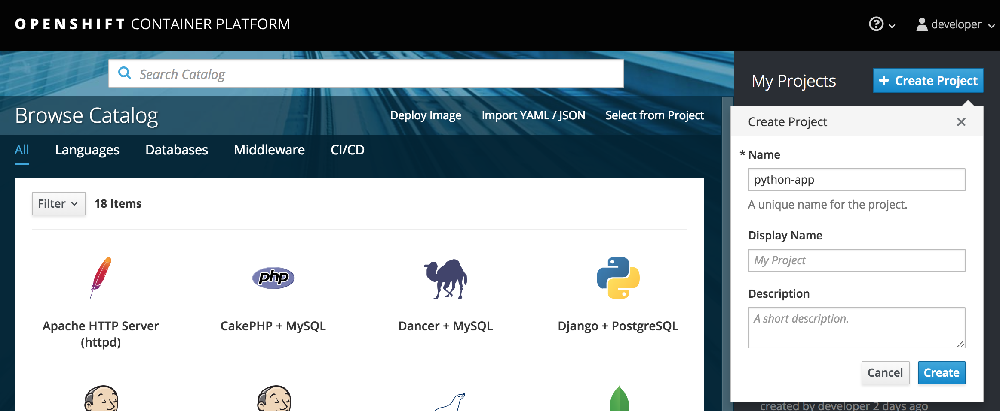 OPENSHIFT CONTAINER PLATFORM
developer
Search Catalog
My Projects
Create Project
Browse Catalog
Deploy Image
Import YAML / JSON
Select from Project
All
Languages
Databases
Middleware
CI/CD
Filter
18 Items
php
Apache HTTP Server
(httpd)
CakePHP + MySQL
Dancer + MySQL
Django + PostgreSQL
Create Project
* Name
python-app
A unique name for the project.
Display Name
My Project
Description
A short description.
Cancel
Create
created by developer 2 days ago